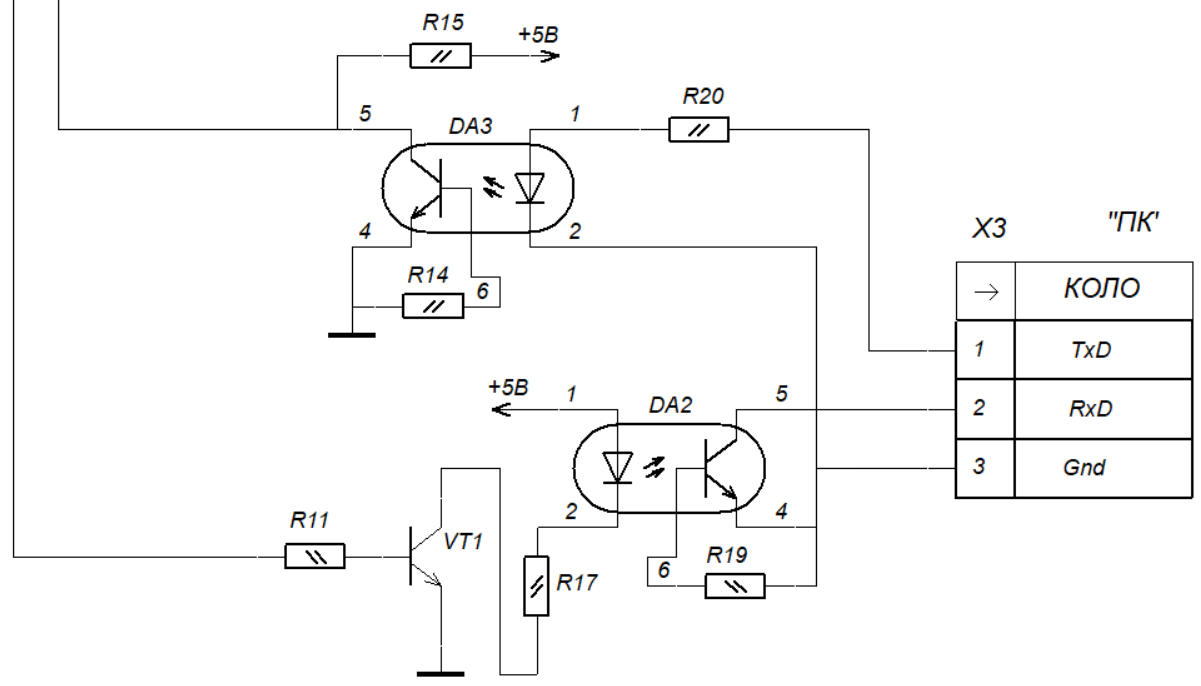 R15
+5В
5
DA3
1
R20
4
2
R14
6
X3
"ПК'
→
КОЛО
1
TxD
2
RxD
3
Gnd
+5В
1
DA2
5
2
4
R11
VT1
R17
6
R19